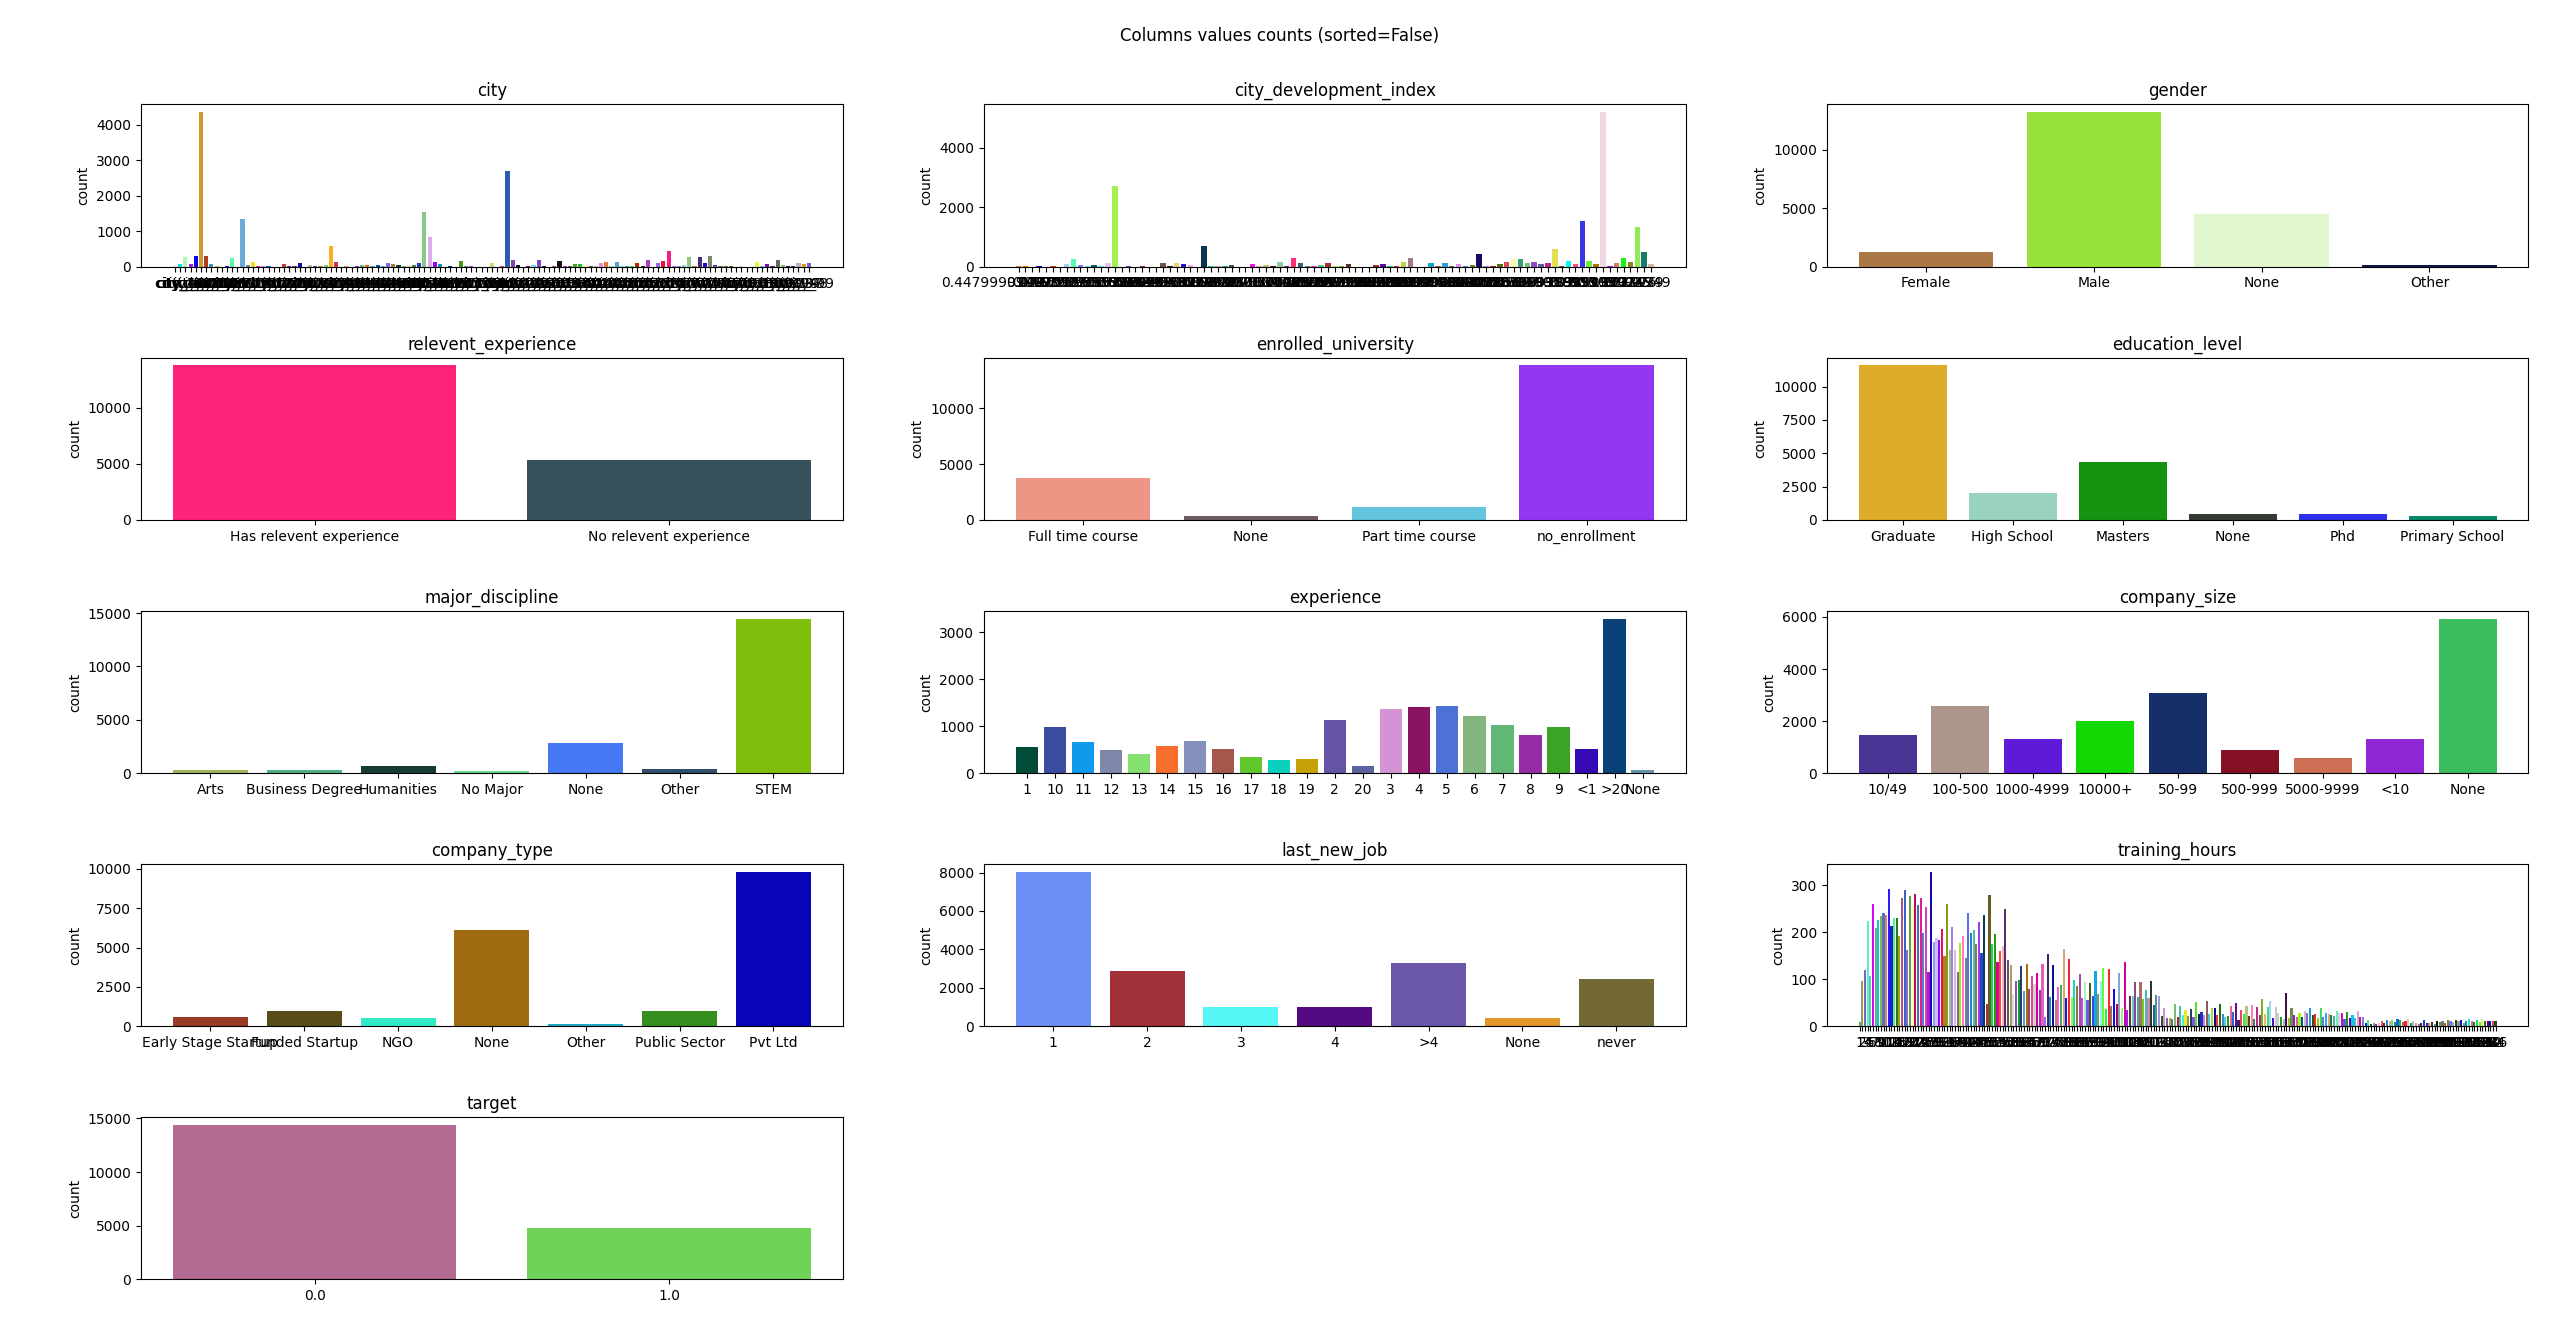 Columns values counts (sorted=False)
city
count
4000
3000
2000
1000
0
city_development_index
count
4000
2000
0
gender
count
10000
5000
0
Female Male None Other
relevent_experience
count
10000
5000
0
Has relevent experience No relevent experience
enrolled_university
count
10000
5000
0
Full time course None Part time course no_enrollment
education_level
count
10000
7500
5000
2500
0
Graduate High School Masters None Phd Primary School
major_discipline
count
15000
10000
5000
0
Arts Business Degree Humanities No Major None Other STEM
experience
count
3000
2000
1000
0
1 10 11 12 13 14 15 16 17 18 19 2 20 3 4 5 6 7 8 9 <1 >20 None
company_size
count
6000
4000
2000
0
10/49 100-500 1000-4999 10000+ 50-99 500-999 5000-9999 <10 None
company_type
count
10000
7500
5000
2500
0
Early Stage Startup Funded Startup NGO None Other Public Sector Pvt Ltd
last_new_job
count
8000
6000
4000
2000
0
1 2 3 4 >4 None never
training_hours
count
300
200
100
0
target
count
15000
10000
5000
0
0.0 1.0